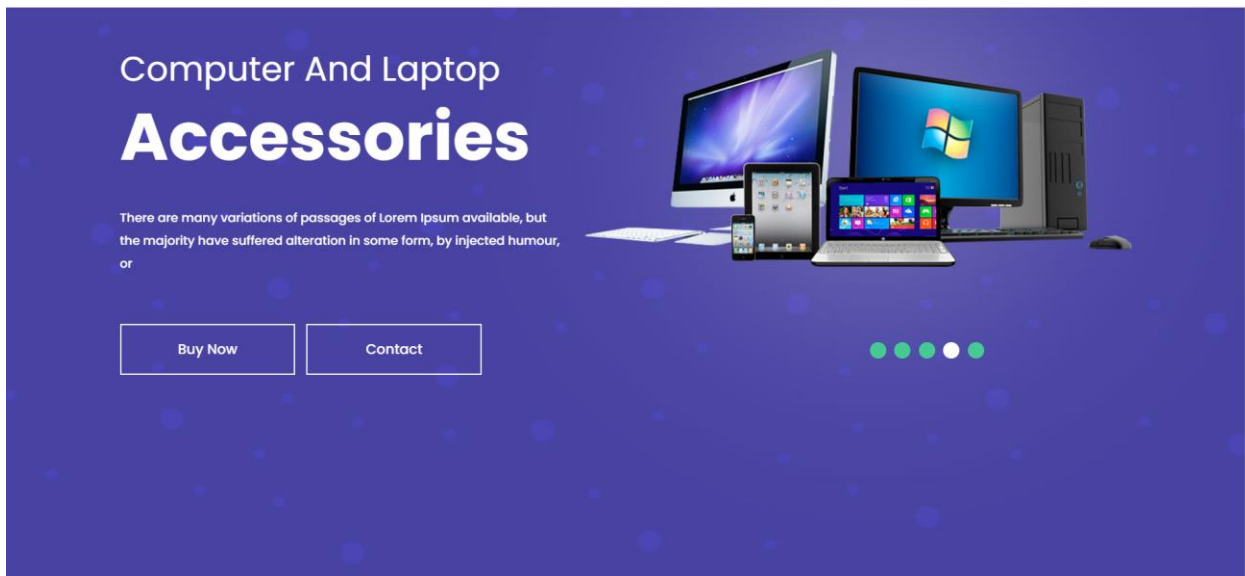 Computer And Laptop
Accessories
There are many variations of passages of Lorem Ipsum available, but
the majority have suffered alteration in some form, by injected humour,
or
Buy Now
Contact
Start